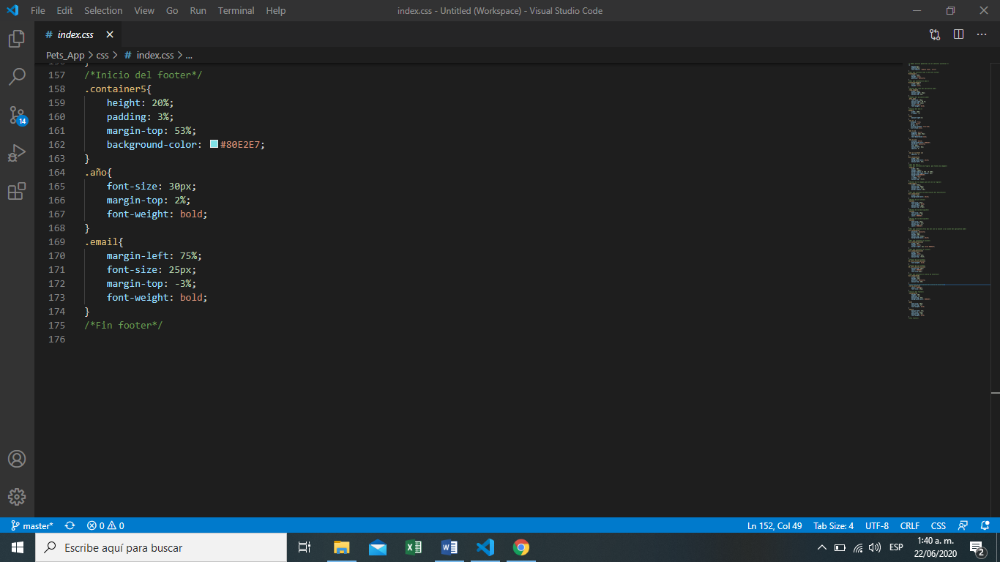 File Edit Selection View Go Run Terminal Help index.css - Untitled (Workspace) - Visual Studio Code
# index.css
Pets_App > css > # index.css > ...
156 }
157 /*Inicio del footer*/
158 .container5{
159 height: 20%;
160 padding: 3%;
161 margin-top: 53%;
162 background-color: #80E2E7;
163 }
164 .año{
165 font-size: 30px;
166 margin-top: 2%;
167 font-weight: bold;
168 }
169 .email{
170 margin-left: 75%;
171 font-size: 25px;
172 margin-top: -3%;
173 font-weight: bold;
174 }
175 /*Fin footer*/
176
14
master* 0 0 Ln 152, Col 49 Tab Size: 4 UTF-8 CRLF CSS
Escribe aquí para buscar
ESP
1:40 a. m.
22/06/2020
2